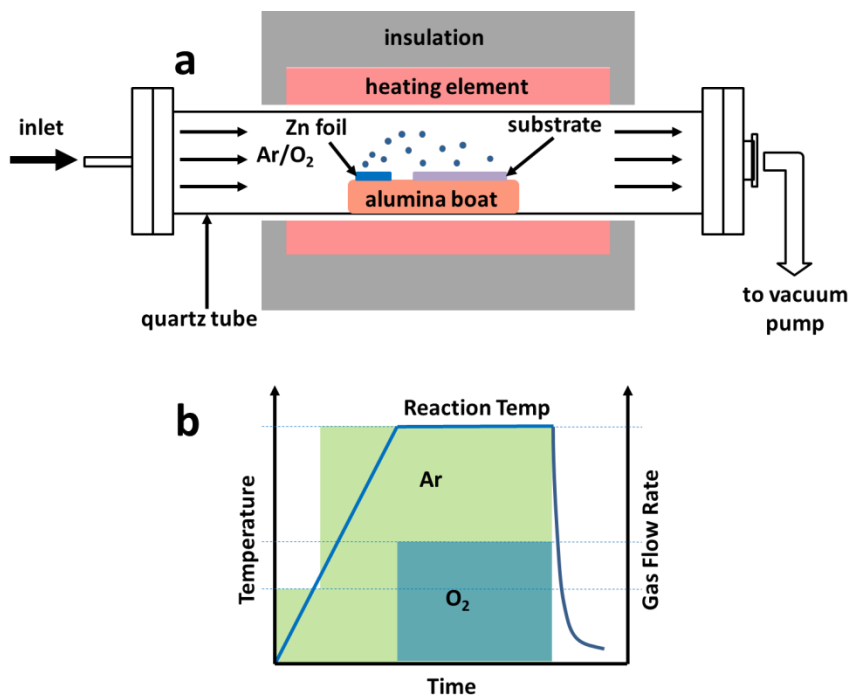 insulation
a
heating element
inlet
Zn foil
substrate
Ar/O₂
alumina boat
quartz tube
to vacuum
pump
b
Reaction Temp
Temperature
Ar
O₂
Gas Flow Rate
Time